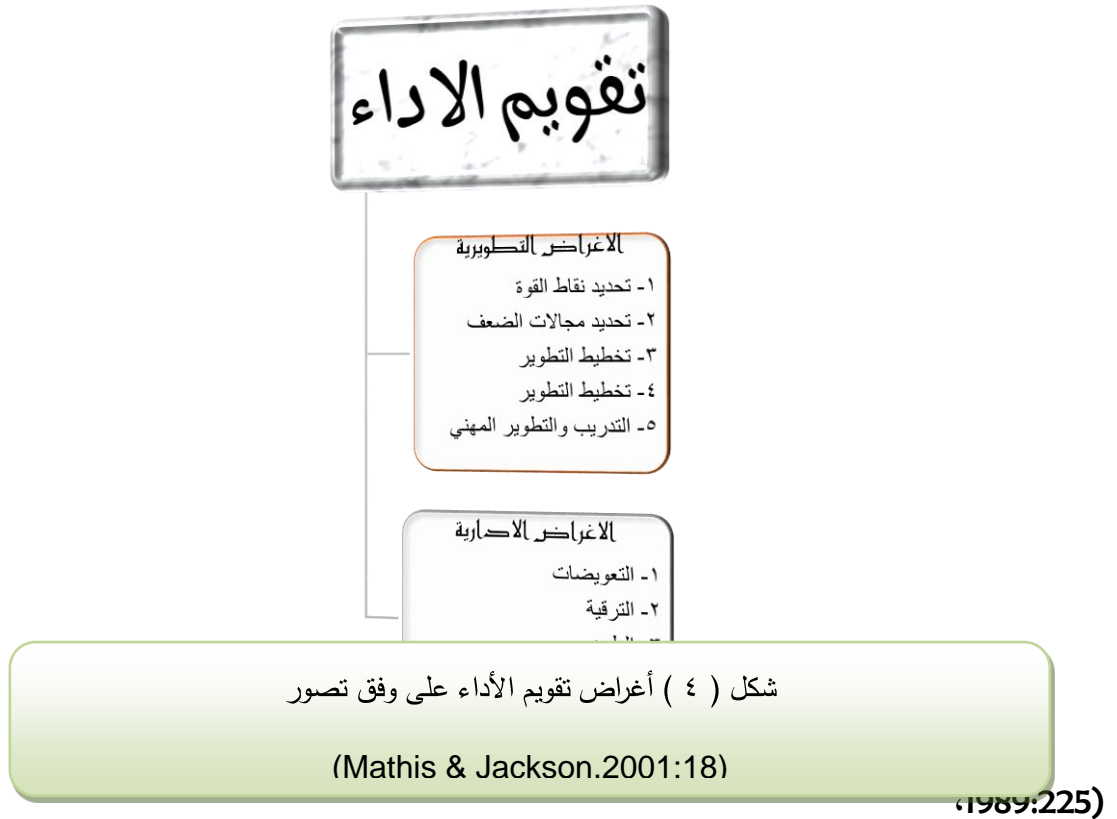 تقويم الاداء
الاغراض التطويرية
١- تحديد نقاط القوة
٢- تحديد مجالات الضعف
٣- تخطيط التطوير
٤- تخطيط التطوير
٥- التدريب والتطوير المهني
الاغراض الادارية
١- التعويضات
٢- الترقية
شكل ( ٤ ) أغراض تقويم الأداء على وفق تصور
(Mathis & Jackson.2001:18)
،1989:225)